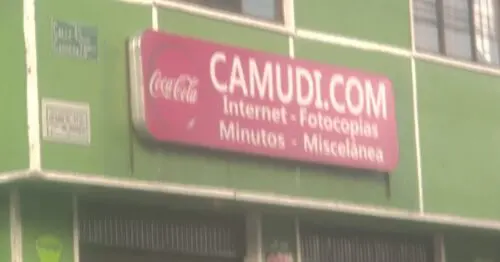 Coca-Cola
CAMUDI.COM
Internet - Fotocopias
Minutos - Miscelánea